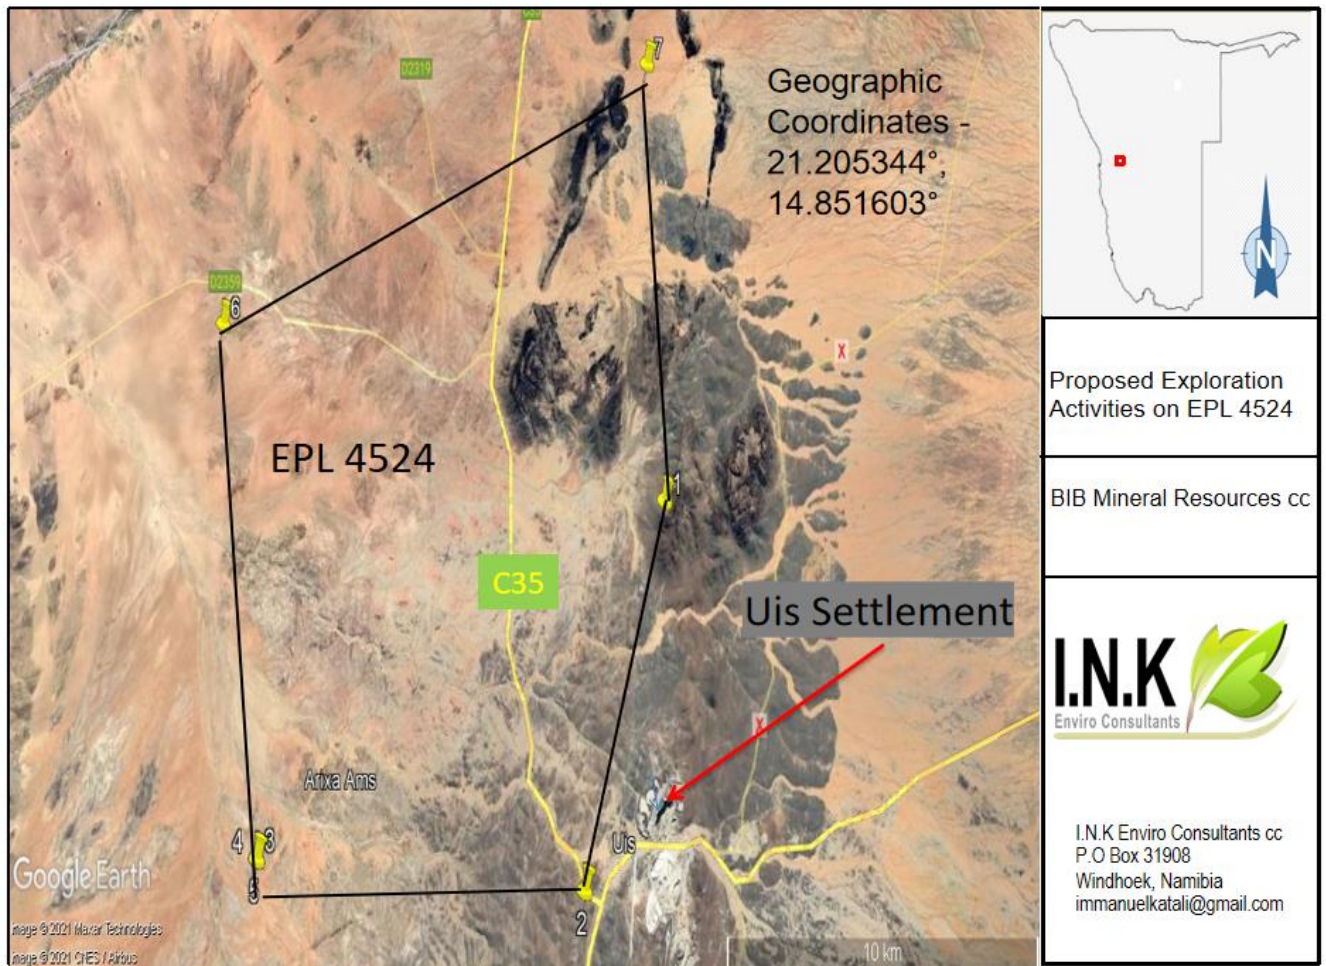 C35
7
D2319
Geographic
Coordinates -
21.205344°,
14.851603°
D2359
6
X
EPL 4524
1
C35
Uis Settlement
X
Arixa Ams
4 3
Uis
5
2
Google Earth
Image © 2021 Maxar Technologies
Image © 2021 CNES / Airbus
10 km
N
Proposed Exploration
Activities on EPL 4524
BIB Mineral Resources cc
I.N.K
Enviro Consultants
I.N.K Enviro Consultants cc
P.O Box 31908
Windhoek, Namibia
immanuelkatali@gmail.com